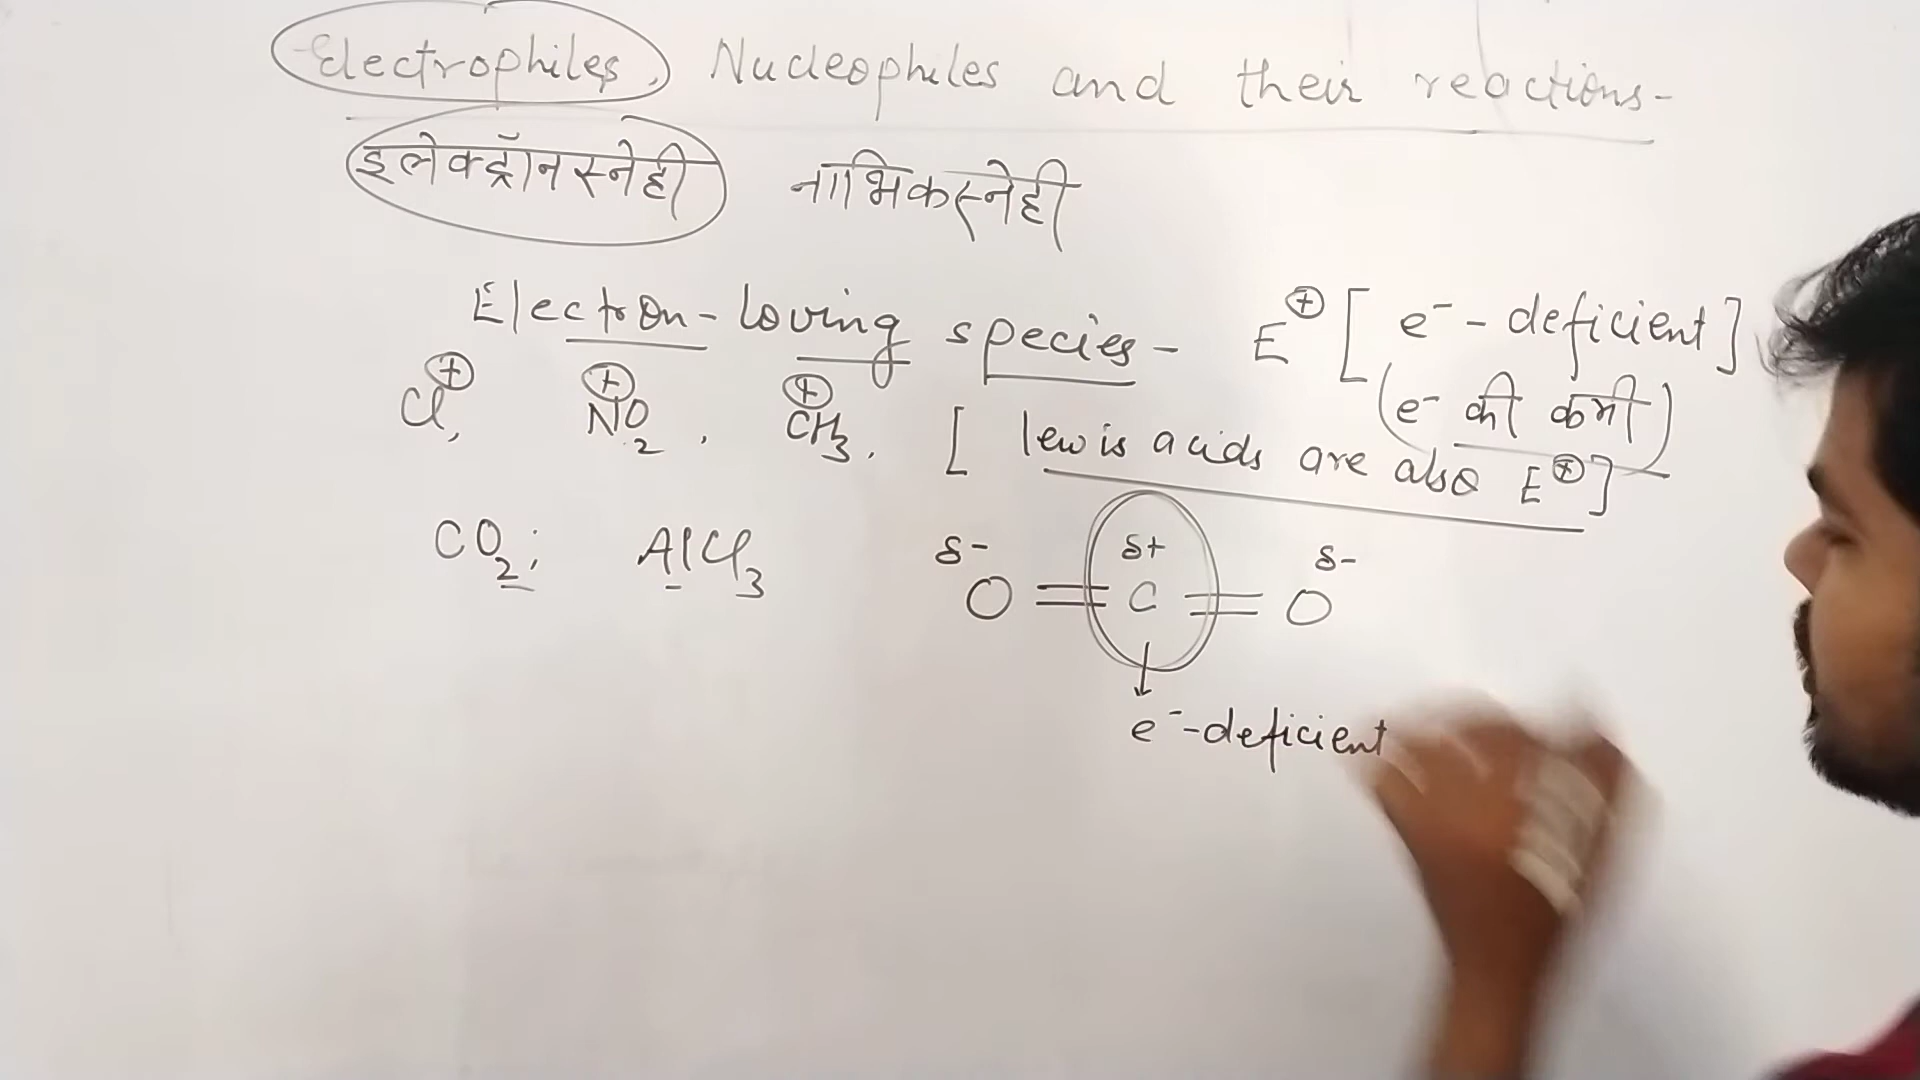 Electrophiles, Nucleophiles and their reactions-
इलेक्ट्रॉनस्नेही नाभिकस्नेही
Electron-loving species- E⊕ [e⁻-deficient]
(e⁻ की कमी)
Cl⊕, NO₂⊕, CH₃⊕. [lewis acids are also E⊕]
CO₂; AlCl₃
δ- δ+ δ-
O=C=O
↓
e⁻-deficient